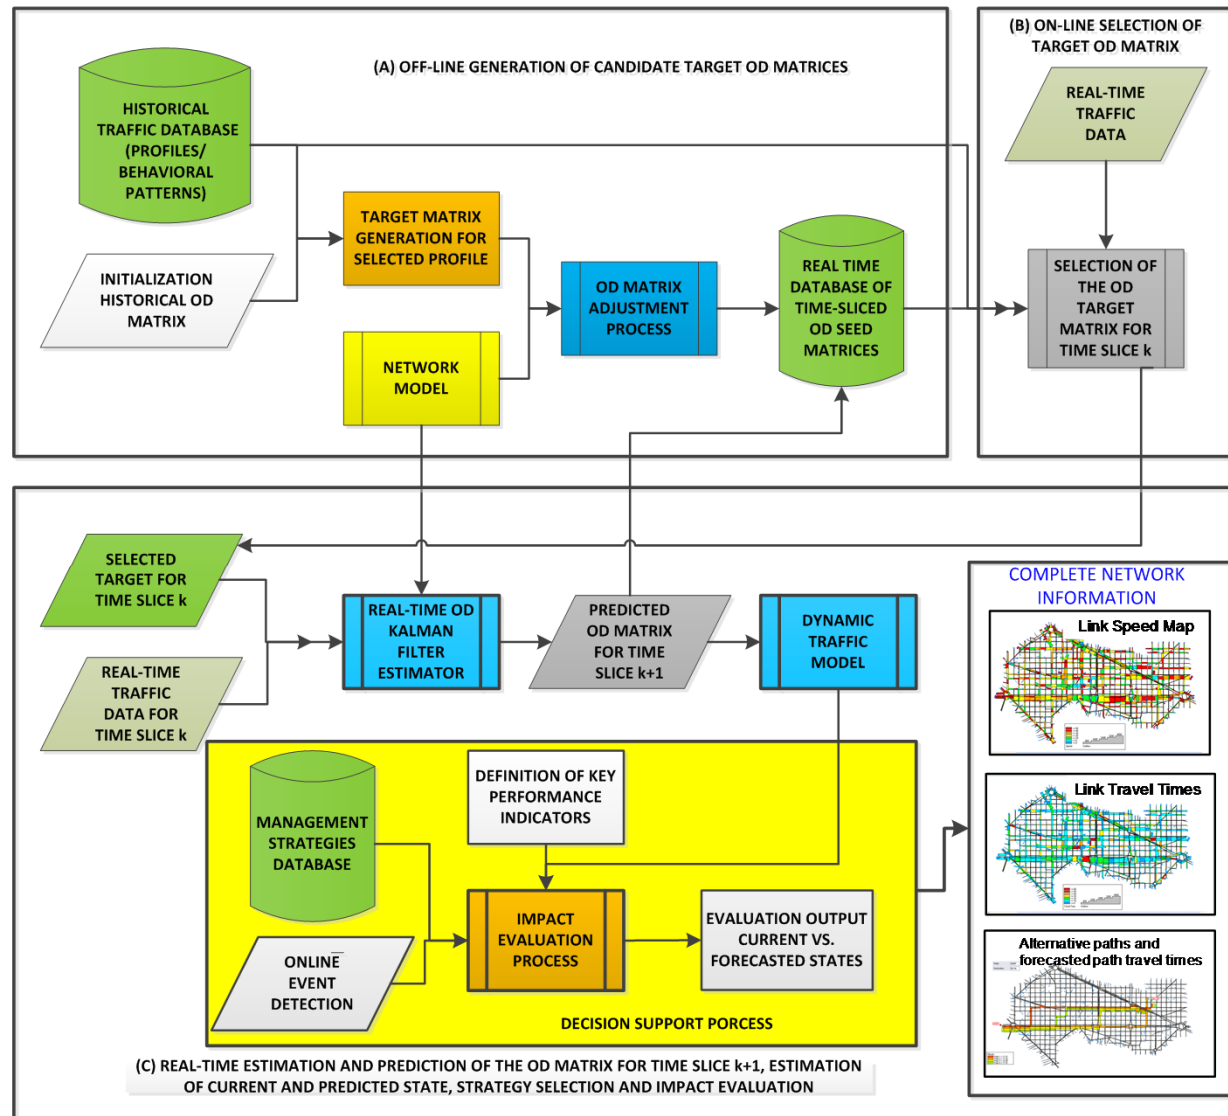 (A) OFF-LINE GENERATION OF CANDIDATE TARGET OD MATRICES
HISTORICAL
TRAFFIC DATABASE
(PROFILES/
BEHAVIORAL
PATTERNS)
INITIALIZATION
HISTORICAL OD
MATRIX
TARGET MATRIX
GENERATION FOR
SELECTED PROFILE
NETWORK
MODEL
OD MATRIX
ADJUSTMENT
PROCESS
REAL TIME
DATABASE OF
TIME-SLICED
OD SEED
MATRICES
(B) ON-LINE SELECTION OF
TARGET OD MATRIX
REAL-TIME
TRAFFIC
DATA
SELECTION OF
THE OD
TARGET
MATRIX FOR
TIME SLICE k
SELECTED
TARGET FOR
TIME SLICE k
REAL-TIME
TRAFFIC
DATA FOR
TIME SLICE k
REAL-TIME OD
KALMAN
FILTER
ESTIMATOR
PREDICTED
OD MATRIX
FOR TIME
SLICE k+1
DYNAMIC
TRAFFIC
MODEL
MANAGEMENT
STRATEGIES
DATABASE
DEFINITION OF KEY
PERFORMANCE
INDICATORS
ONLINE
EVENT
DETECTION
IMPACT
EVALUATION
PROCESS
EVALUATION OUTPUT
CURRENT VS.
FORECASTED STATES
DECISION SUPPORT PORCESS
(C) REAL-TIME ESTIMATION AND PREDICTION OF THE OD MATRIX FOR TIME SLICE k+1, ESTIMATION
OF CURRENT AND PREDICTED STATE, STRATEGY SELECTION AND IMPACT EVALUATION
COMPLETE NETWORK
INFORMATION
Link Speed Map
Link Travel Times
Alternative paths and
forecasted path travel times